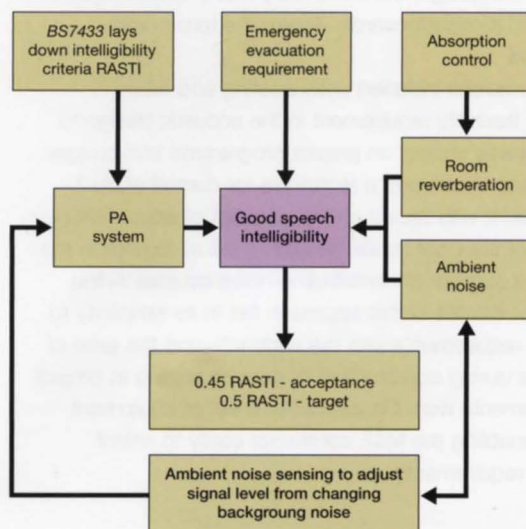 BS7433 lays
down intelligibility
criteria RASTI
Emergency
evacuation
requirement
Absorption
control
Room
reverberation
PA
system
Good speech
intelligibility
Ambient
noise
0.45 RASTI - acceptance
0.5 RASTI - target
Ambient noise sensing to adjust
signal level from changing
backgroung noise